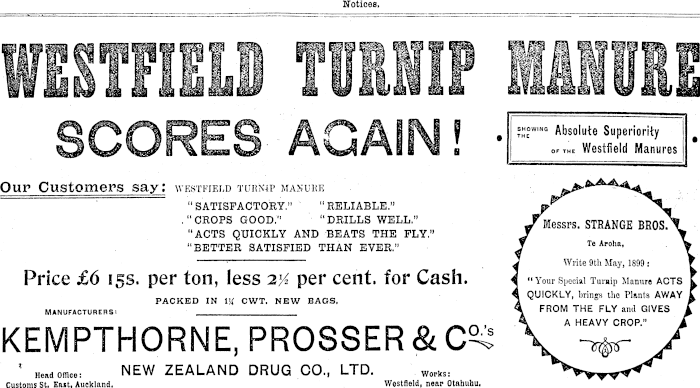 Notices.
WESTFIELD TURNIP MANURE
SCORES AGAIN!
SHOWING THE Absolute Superiority
OF THE Westfield Manures
Our Customers say: WESTFIELD TURNIP MANURE
"SATISFACTORY." "RELIABLE."
"CROPS GOOD." "DRILLS WELL."
"ACTS QUICKLY AND BEATS THE FLY."
"BETTER SATISFIED THAN EVER."
Price £6 15s. per ton, less 2½ per cent. for Cash.
PACKED IN 1¼ CWT. NEW BAGS.
MANUFACTURERS:
KEMPTHORNE, PROSSER & Co.'s
NEW ZEALAND DRUG CO., LTD.
Head Office:
Customs St. East, Auckland.
Works:
Westfield, near Otahuhu.
Messrs. STRANGE BROS.
Te Aroha,
Write 9th May, 1899:
"Your Special Turnip Manure ACTS
QUICKLY, brings the Plants AWAY
FROM THE FLY and GIVES
A HEAVY CROP."